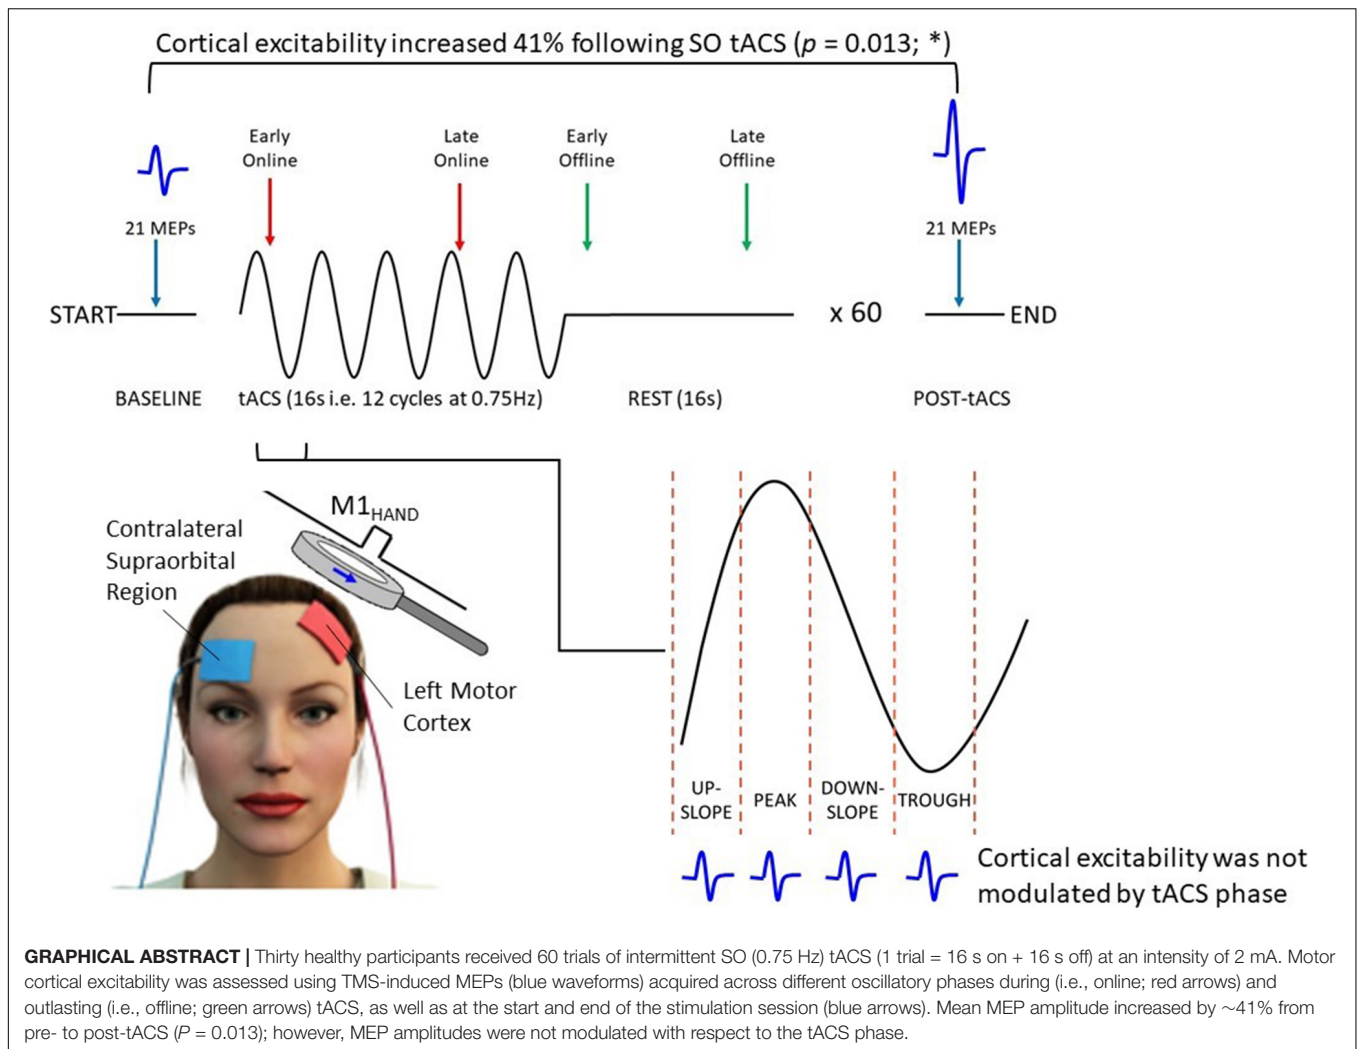 Cortical excitability increased 41% following SO tACS (p = 0.013; *)
Early
Online
Late
Online
Early
Offline
Late
Offline
21 MEPs
21 MEPs
START
x 60
END
BASELINE
tACS (16s i.e. 12 cycles at 0.75Hz)
REST (16s)
POST-tACS
M1HAND
Contralateral
Supraorbital
Region
Left Motor
Cortex
UP-
SLOPE
PEAK
DOWN-
SLOPE
TROUGH
Cortical excitability was not
modulated by tACS phase
GRAPHICAL ABSTRACT | Thirty healthy participants received 60 trials of intermittent SO (0.75 Hz) tACS (1 trial = 16 s on + 16 s off) at an intensity of 2 mA. Motor
cortical excitability was assessed using TMS-induced MEPs (blue waveforms) acquired across different oscillatory phases during (i.e., online; red arrows) and
outlasting (i.e., offline; green arrows) tACS, as well as at the start and end of the stimulation session (blue arrows). Mean MEP amplitude increased by ∼41% from
pre- to post-tACS (P = 0.013); however, MEP amplitudes were not modulated with respect to the tACS phase.